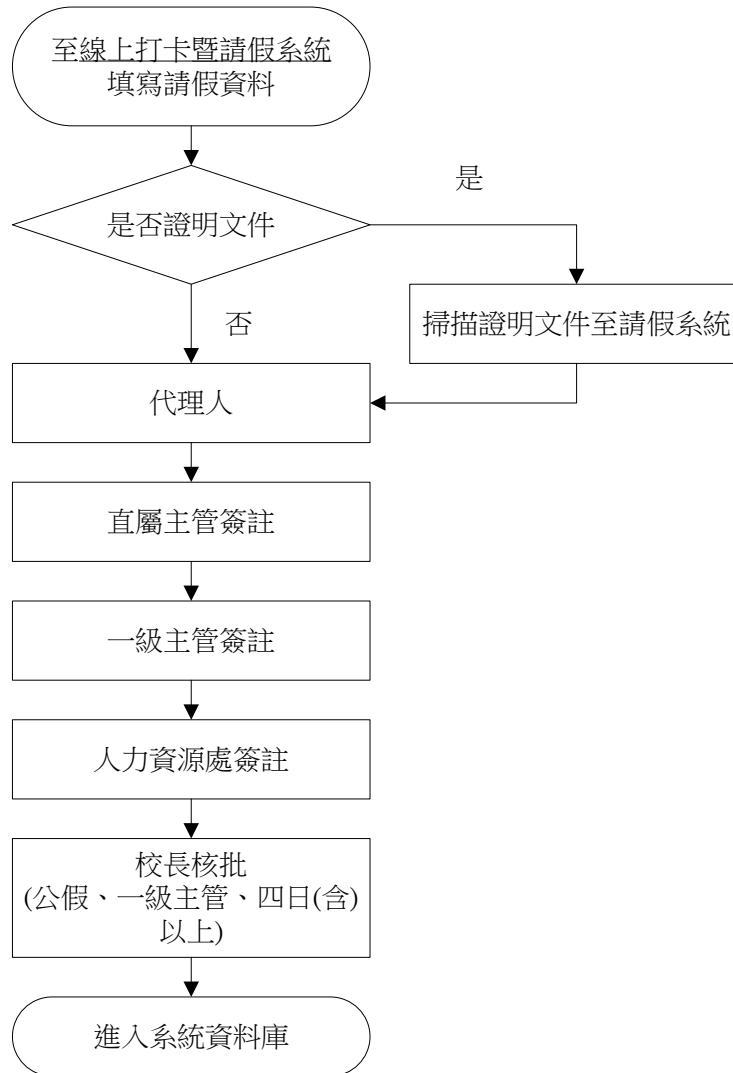 至線上打卡暨請假系統
填寫請假資料
是
是否證明文件
掃描證明文件至請假系統
否
代理人
直屬主管簽註
一級主管簽註
人力資源處簽註
校長核批
(公假、一級主管、四日(含)
以上)
進入系統資料庫